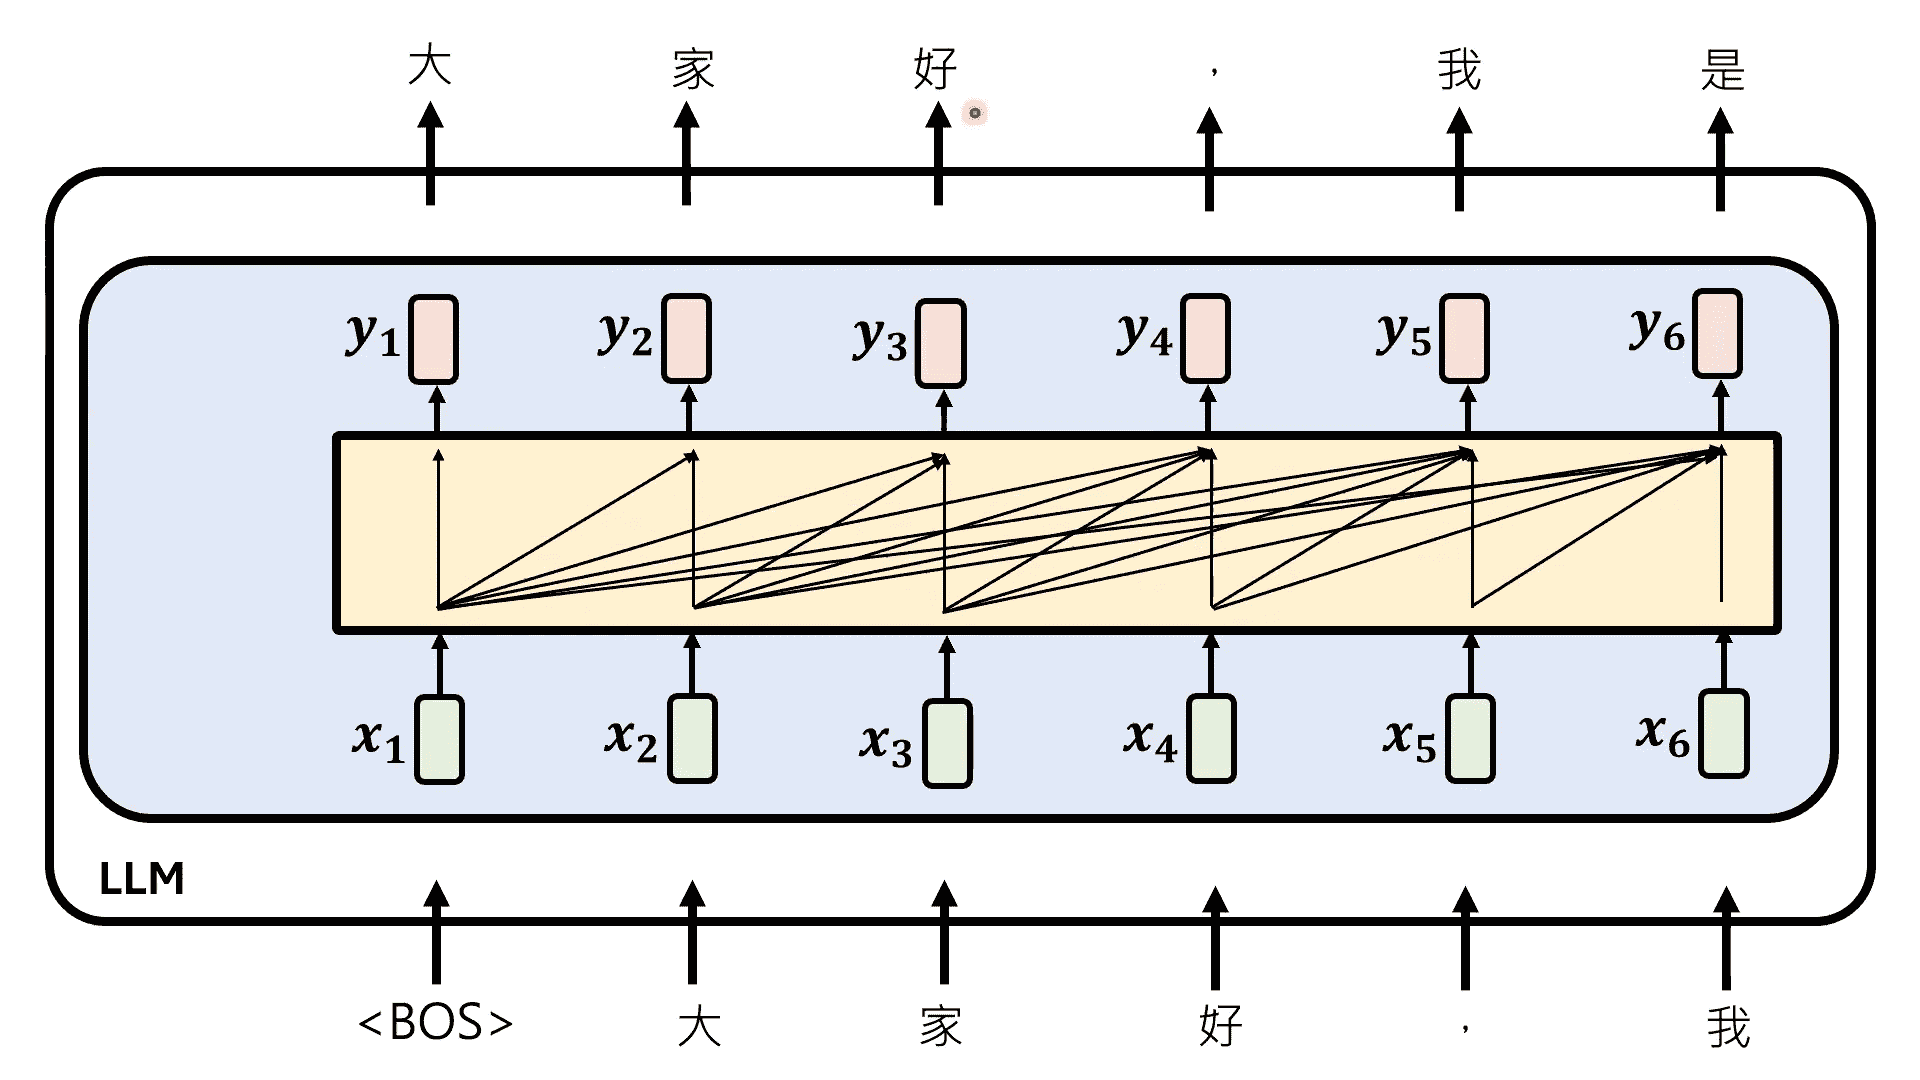 大 家 好 , 我 是
y₁ y₂ y₃ y₄ y₅ y₆
x₁ x₂ x₃ x₄ x₅ x₆
LLM
<BOS> 大 家 好 , 我